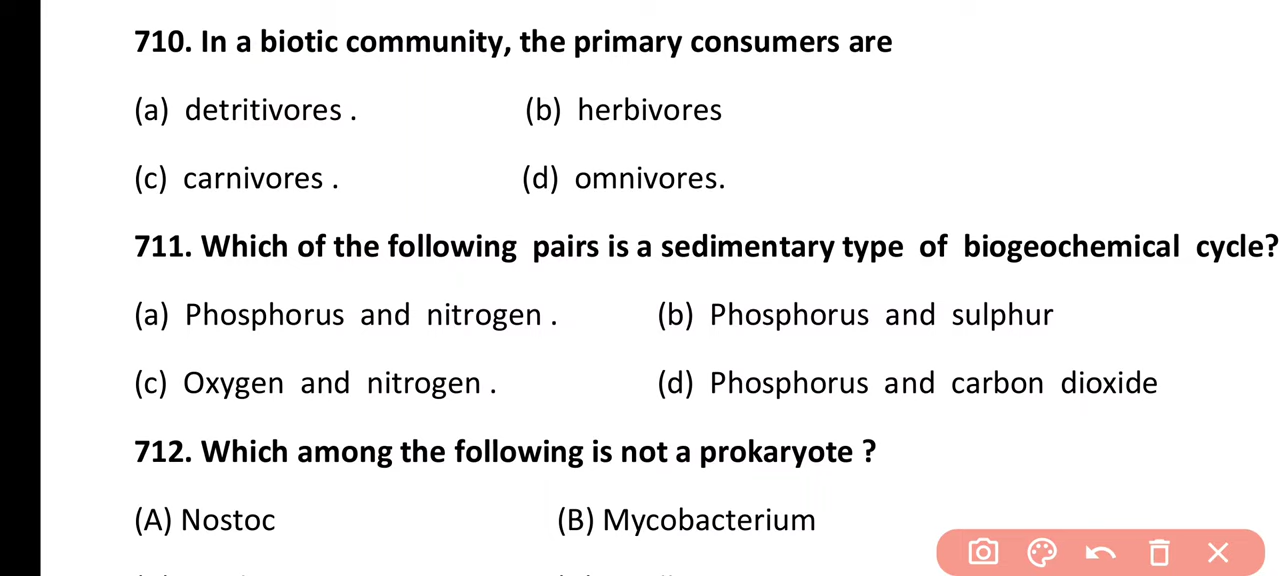 710. In a biotic community, the primary consumers are
(a) detritivores . (b) herbivores
(c) carnivores . (d) omnivores.
711. Which of the following pairs is a sedimentary type of biogeochemical cycle?
(a) Phosphorus and nitrogen . (b) Phosphorus and sulphur
(c) Oxygen and nitrogen . (d) Phosphorus and carbon dioxide
712. Which among the following is not a prokaryote ?
(A) Nostoc (B) Mycobacterium